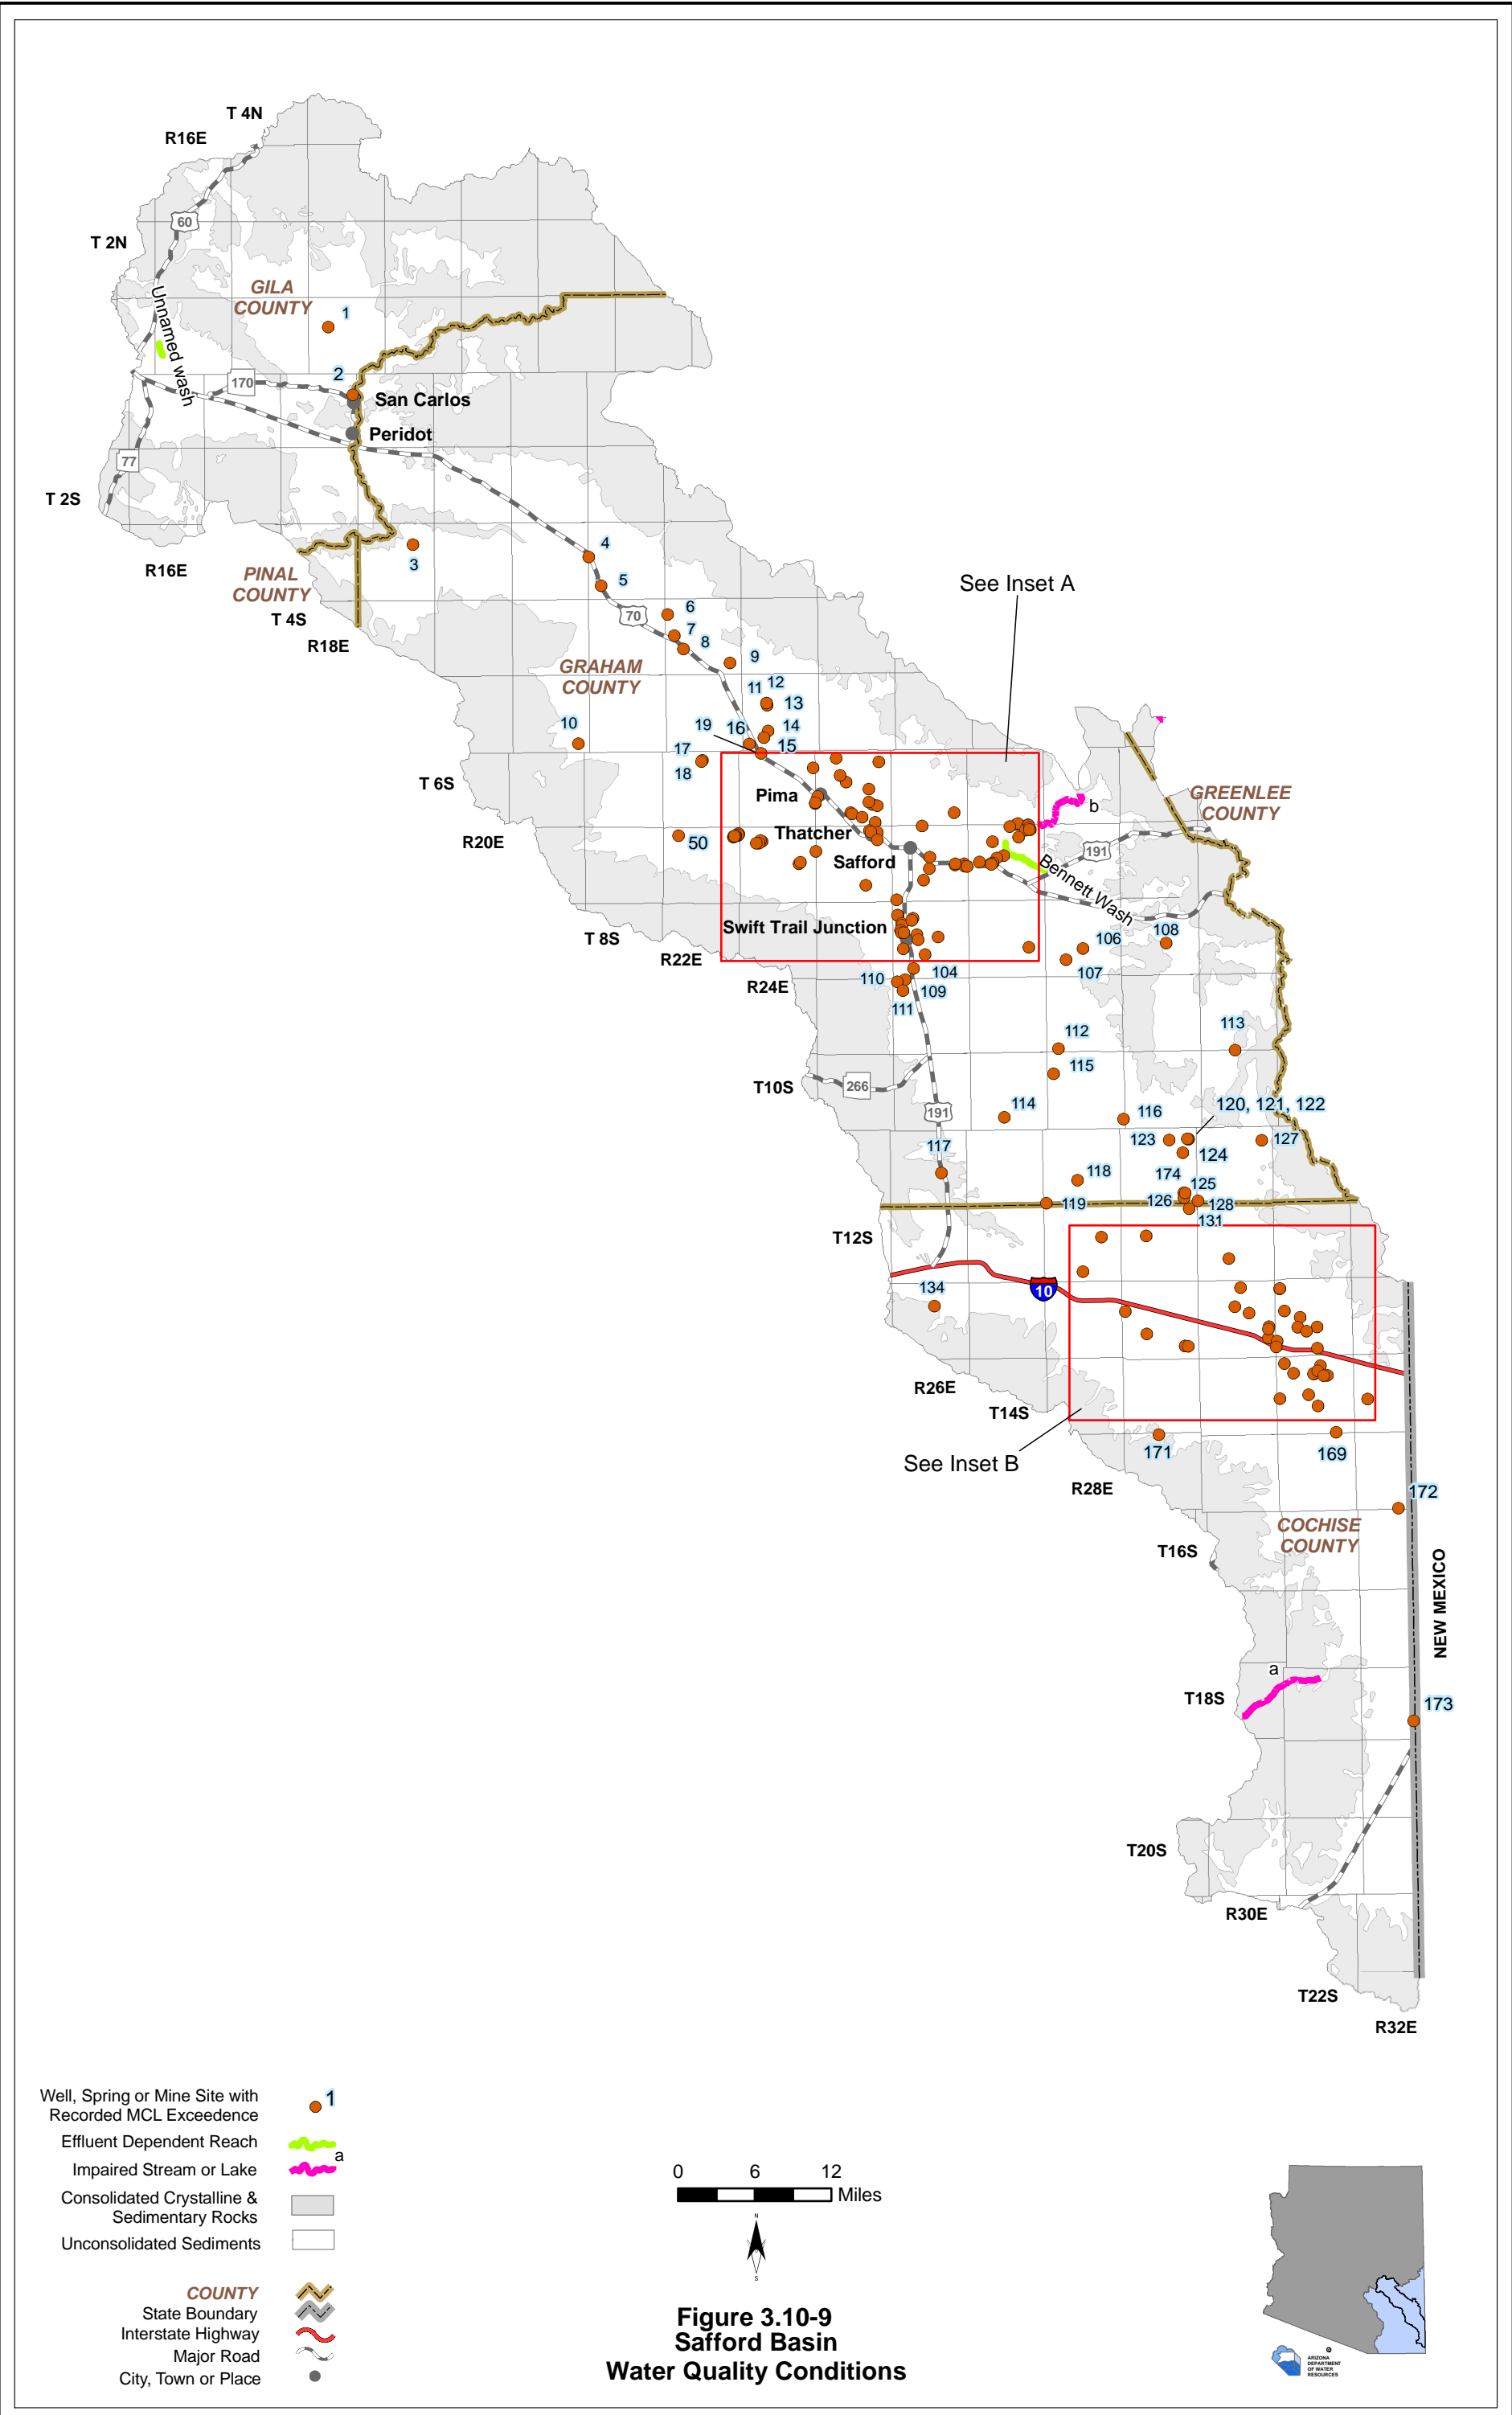 T 4N
R16E
60
T 2N
GILA
COUNTY
1
Unnamed wash
2
170
San Carlos
Peridot
77
T 2S
R16E
3
4
PINAL
COUNTY
5
See Inset A
T 4S
6
70
7
R18E
8
9
GRAHAM
COUNTY
12
11
13
10
19
16
14
15
17
18
T 6S
Pima
GREENLEE
COUNTY
b
Thatcher
R20E
50
191
Safford
Bennett Wash
Swift Trail Junction
T 8S
108
106
R22E
107
104
110
R24E
109
111
113
112
115
T10S
266
114
191
116
120, 121, 122
117
123
127
124
118
174
125
119
126
128
131
T12S
134
10
R26E
T14S
See Inset B
171
169
R28E
172
COCHISE
COUNTY
T16S
NEW MEXICO
a
T18S
173
T20S
R30E
T22S
R32E
Well, Spring or Mine Site with
Recorded MCL Exceedence
1
Effluent Dependent Reach
a
Impaired Stream or Lake
Consolidated Crystalline &
Sedimentary Rocks
Unconsolidated Sediments
COUNTY
State Boundary
Interstate Highway
Major Road
City, Town or Place
0 6 12
Miles
N
S
Figure 3.10-9
Safford Basin
Water Quality Conditions
ARIZONA
DEPARTMENT
OF WATER
RESOURCES